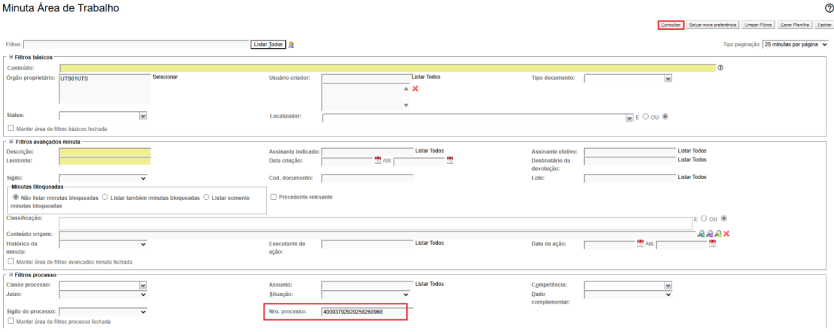 Minuta Área de Trabalho
Consultar Salvar nova preferência Limpar Filtros Gerar Planilha Fechar
Filtros: Listar Todos Tipo paginação: 25 minutas por página
Filtros básicos
Conteúdo:
Órgão proprietário: UTS01UTS Selecionar Usuário criador: Listar Todos Tipo documento:
Status: Localizador: E OU
Manter área de filtros básicos fechada
Filtros avançados minuta
Descrição: Assinante indicado: Listar Todos Assinante efetivo: Listar Todos
Lembrete: Data criação: Até: Destinatário da devolução: Listar Todos
Sigilo: Cod. documento: Lote: Listar Todos
Minutas Bloqueadas
Não listar minutas bloqueadas Listar também minutas bloqueadas Listar somente minutas bloqueadas Precedente relevante
Classificação: E OU
Conteúdo origem:
Histórico da minuta: Executante da ação: Listar Todos Data da ação: Até:
Manter área de filtros avançados minuta fechada
Filtros processo
Classe processo: Assunto: Listar Todos Competência:
Juízo: Situação: Dado complementar:
Sigilo do processo: Nro. processo: 40003792920258260960
Manter área de filtros processo fechada